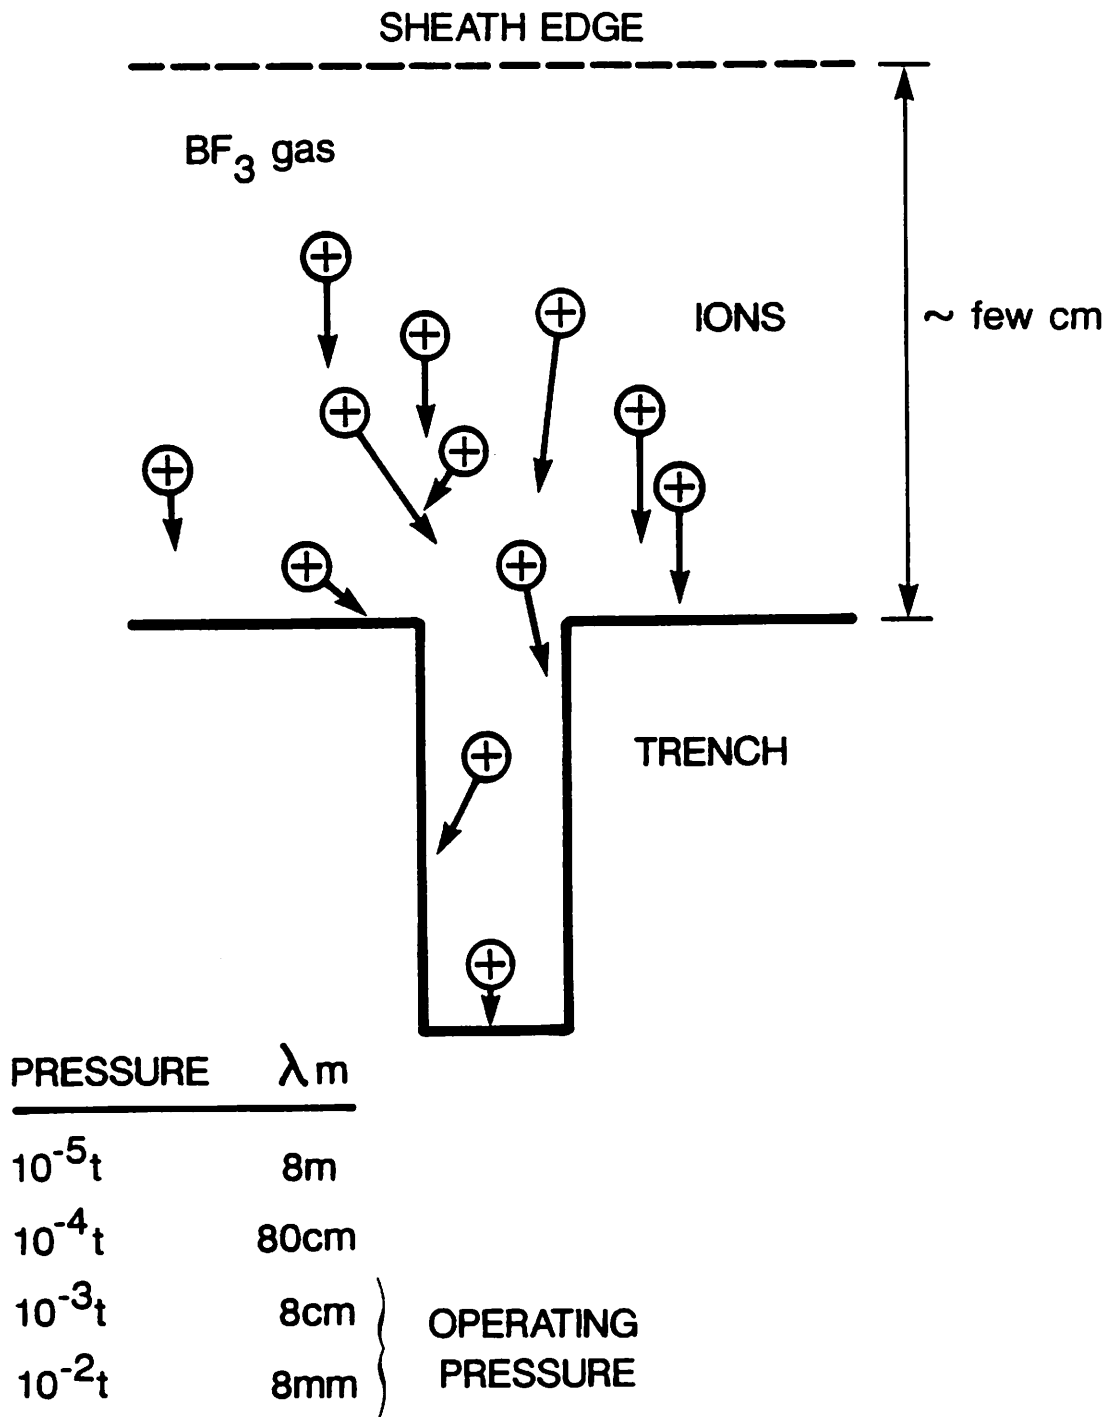 SHEATH EDGE
BF₃ gas
IONS
~ few cm
TRENCH
PRESSURE λm
10⁻⁵t 8m
10⁻⁴t 80cm
10⁻³t 8cm
10⁻²t 8mm
OPERATING
PRESSURE